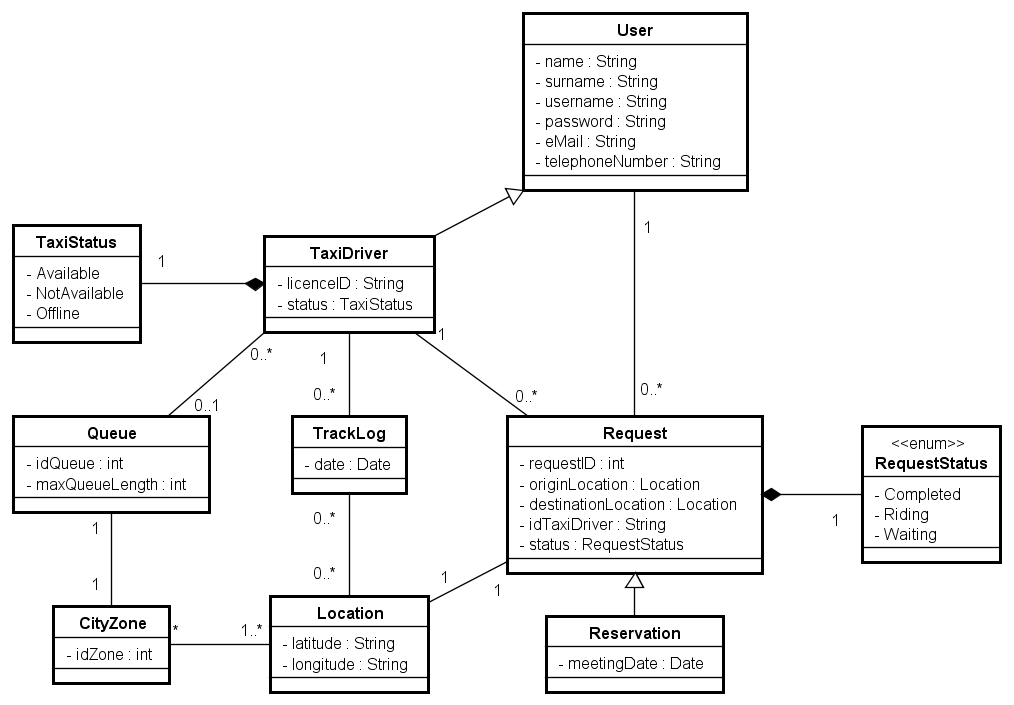 User
- name : String
- surname : String
- username : String
- password : String
- eMail : String
- telephoneNumber : String
1
0..*
TaxiStatus
- Available
- NotAvailable
- Offline
1
TaxiDriver
- licenceID : String
- status : TaxiStatus
0..*
0..1
1
0..*
1
0..*
Queue
- idQueue : int
- maxQueueLength : int
1
1
TrackLog
- date : Date
0..*
0..*
Request
- requestID : int
- originLocation : Location
- destinationLocation : Location
- idTaxiDriver : String
- status : RequestStatus
1
<<enum>>
RequestStatus
- Completed
- Riding
- Waiting
1
1
CityZone
- idZone : int
*
1..*
Location
- latitude : String
- longitude : String
Reservation
- meetingDate : Date